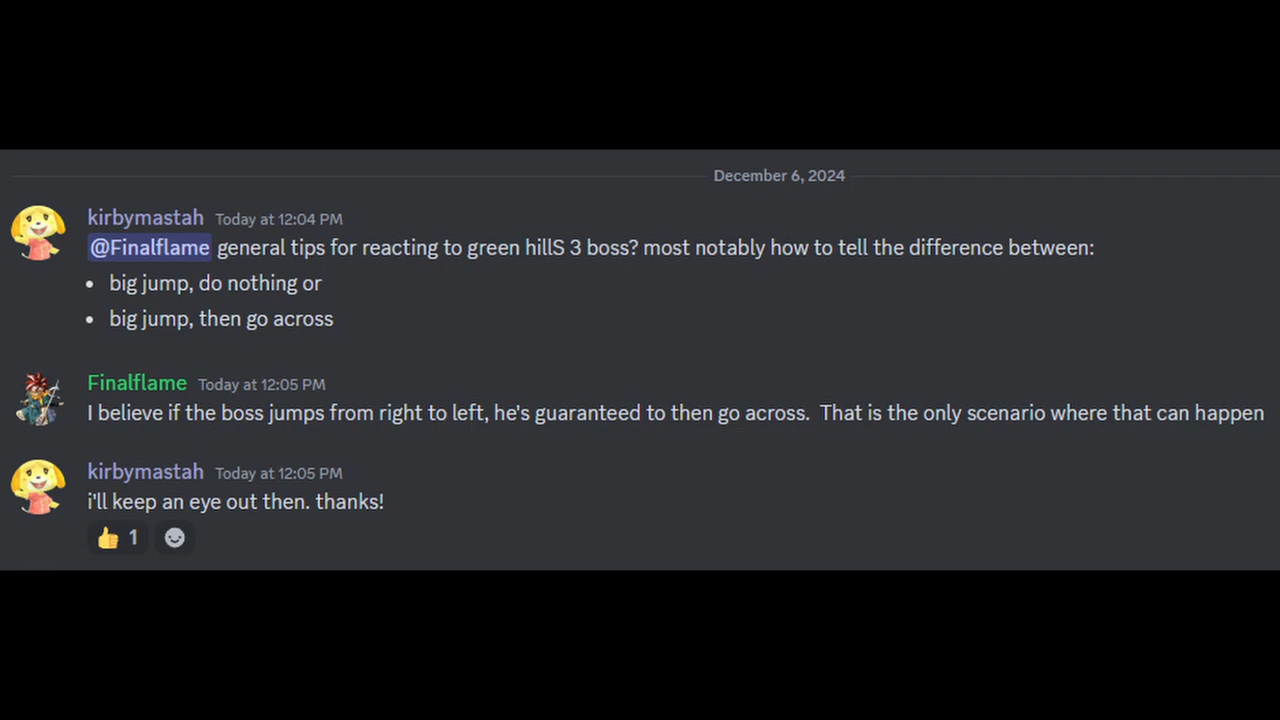 December 6, 2024
kirbymastah Today at 12:04 PM
@Finalflame general tips for reacting to green hillS 3 boss? most notably how to tell the difference between:
• big jump, do nothing or
• big jump, then go across
Finalflame Today at 12:05 PM
I believe if the boss jumps from right to left, he's guaranteed to then go across.  That is the only scenario where that can happen
kirbymastah Today at 12:05 PM
i'll keep an eye out then. thanks!
👍 1